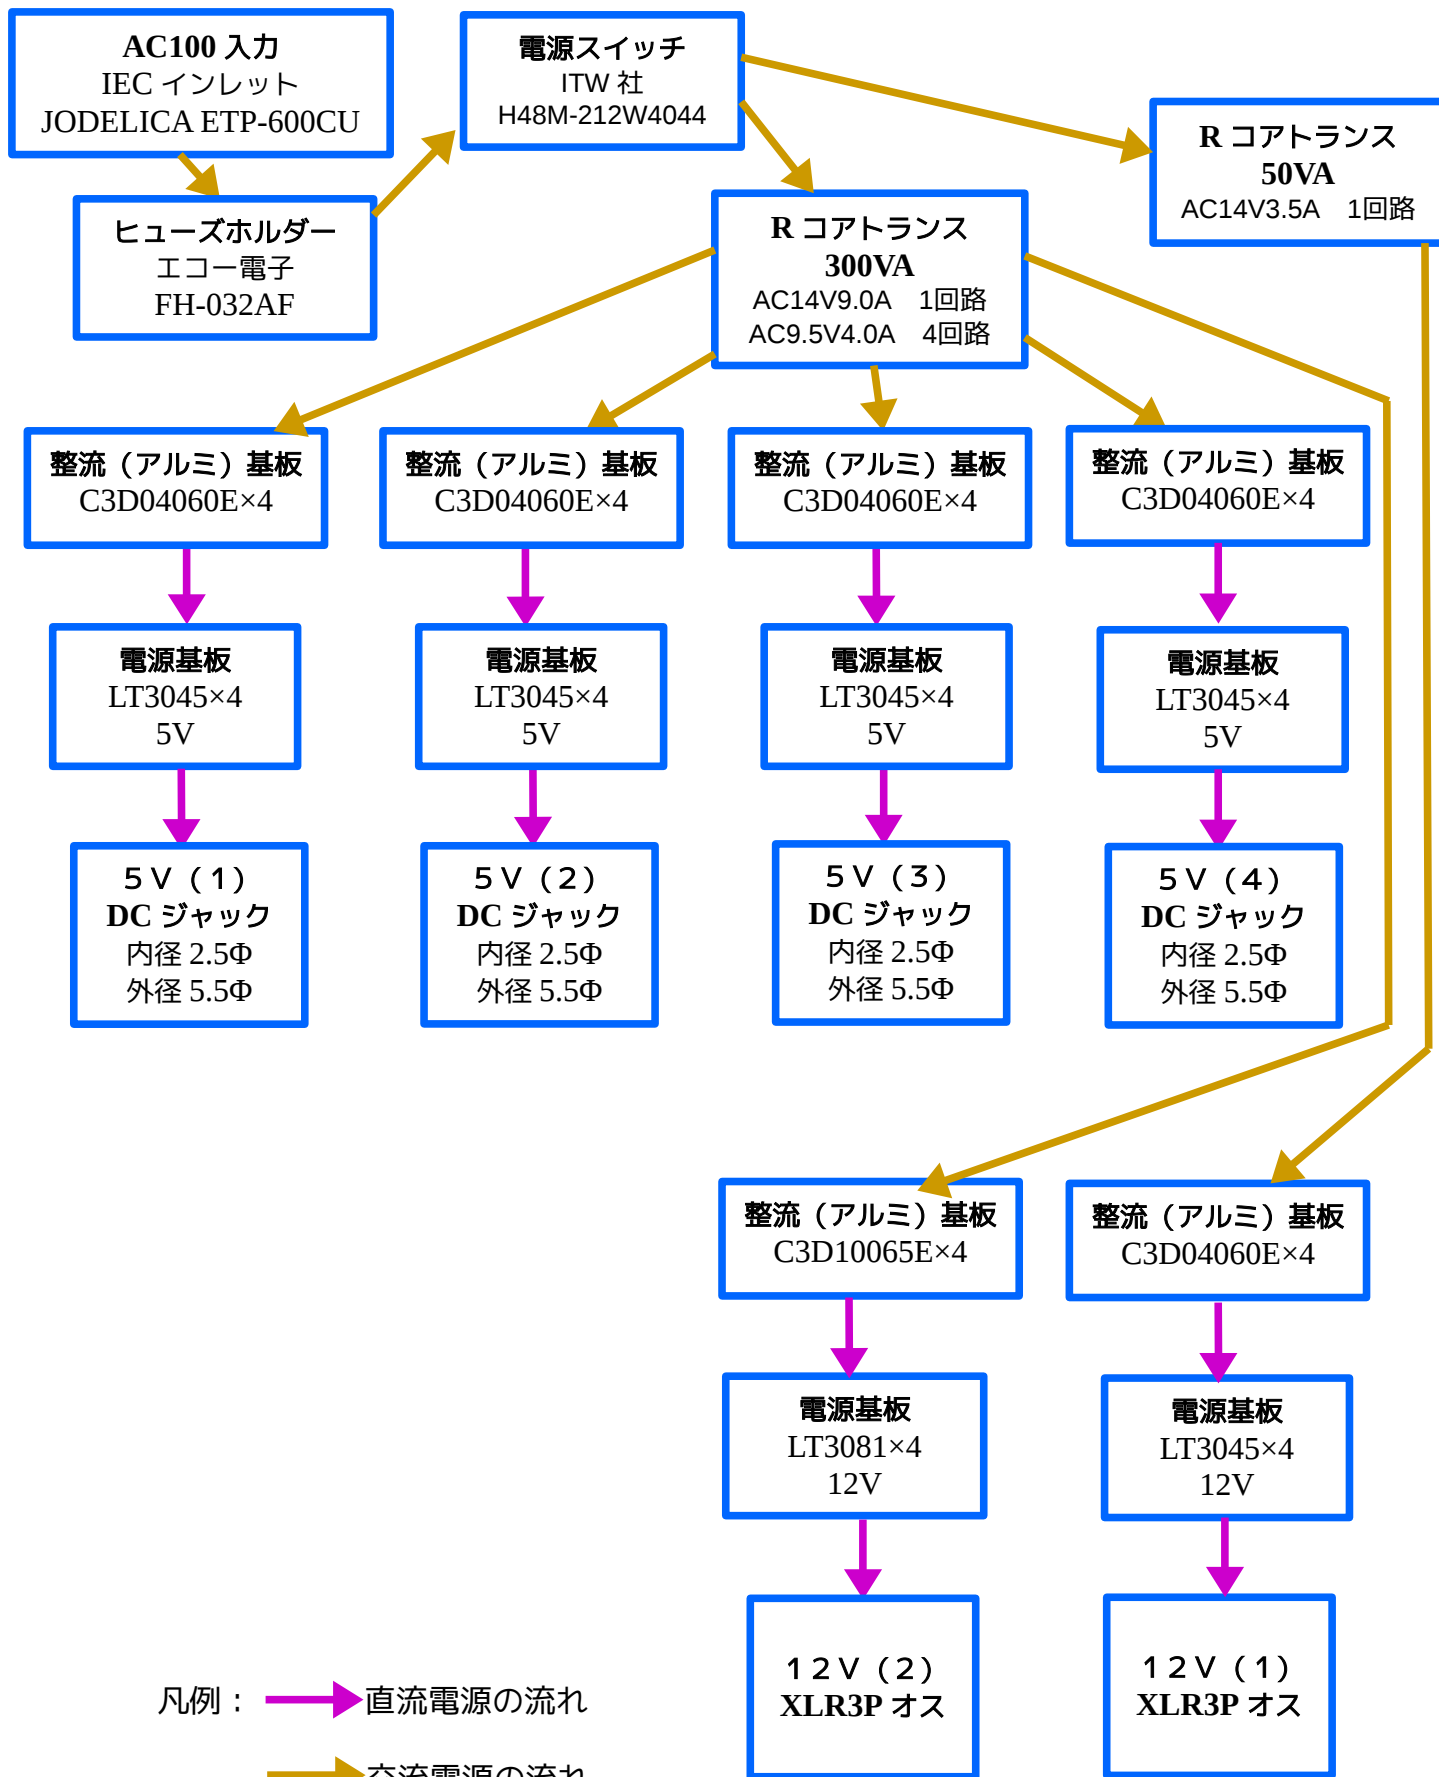 AC100 入力
IEC インレット
JODELICA ETP-600CU
電源スイッチ
ITW 社
H48M-212W4044
R コアトランス
50VA
AC14V3.5A　1回路
ヒューズホルダー
エコー電子
FH-032AF
R コアトランス
300VA
AC14V9.0A　1回路
AC9.5V4.0A　4回路
整流（アルミ）基板
C3D04060E×4
整流（アルミ）基板
C3D04060E×4
整流（アルミ）基板
C3D04060E×4
整流（アルミ）基板
C3D04060E×4
電源基板
LT3045×4
5V
電源基板
LT3045×4
5V
電源基板
LT3045×4
5V
電源基板
LT3045×4
5V
５Ｖ（１）
DC ジャック
内径 2.5Φ
外径 5.5Φ
５Ｖ（２）
DC ジャック
内径 2.5Φ
外径 5.5Φ
５Ｖ（３）
DC ジャック
内径 2.5Φ
外径 5.5Φ
５Ｖ（４）
DC ジャック
内径 2.5Φ
外径 5.5Φ
整流（アルミ）基板
C3D10065E×4
整流（アルミ）基板
C3D04060E×4
電源基板
LT3081×4
12V
電源基板
LT3045×4
12V
１２Ｖ（２）
XLR3P オス
１２Ｖ（１）
XLR3P オス
凡例：
直流電源の流れ
交流電源の流れ